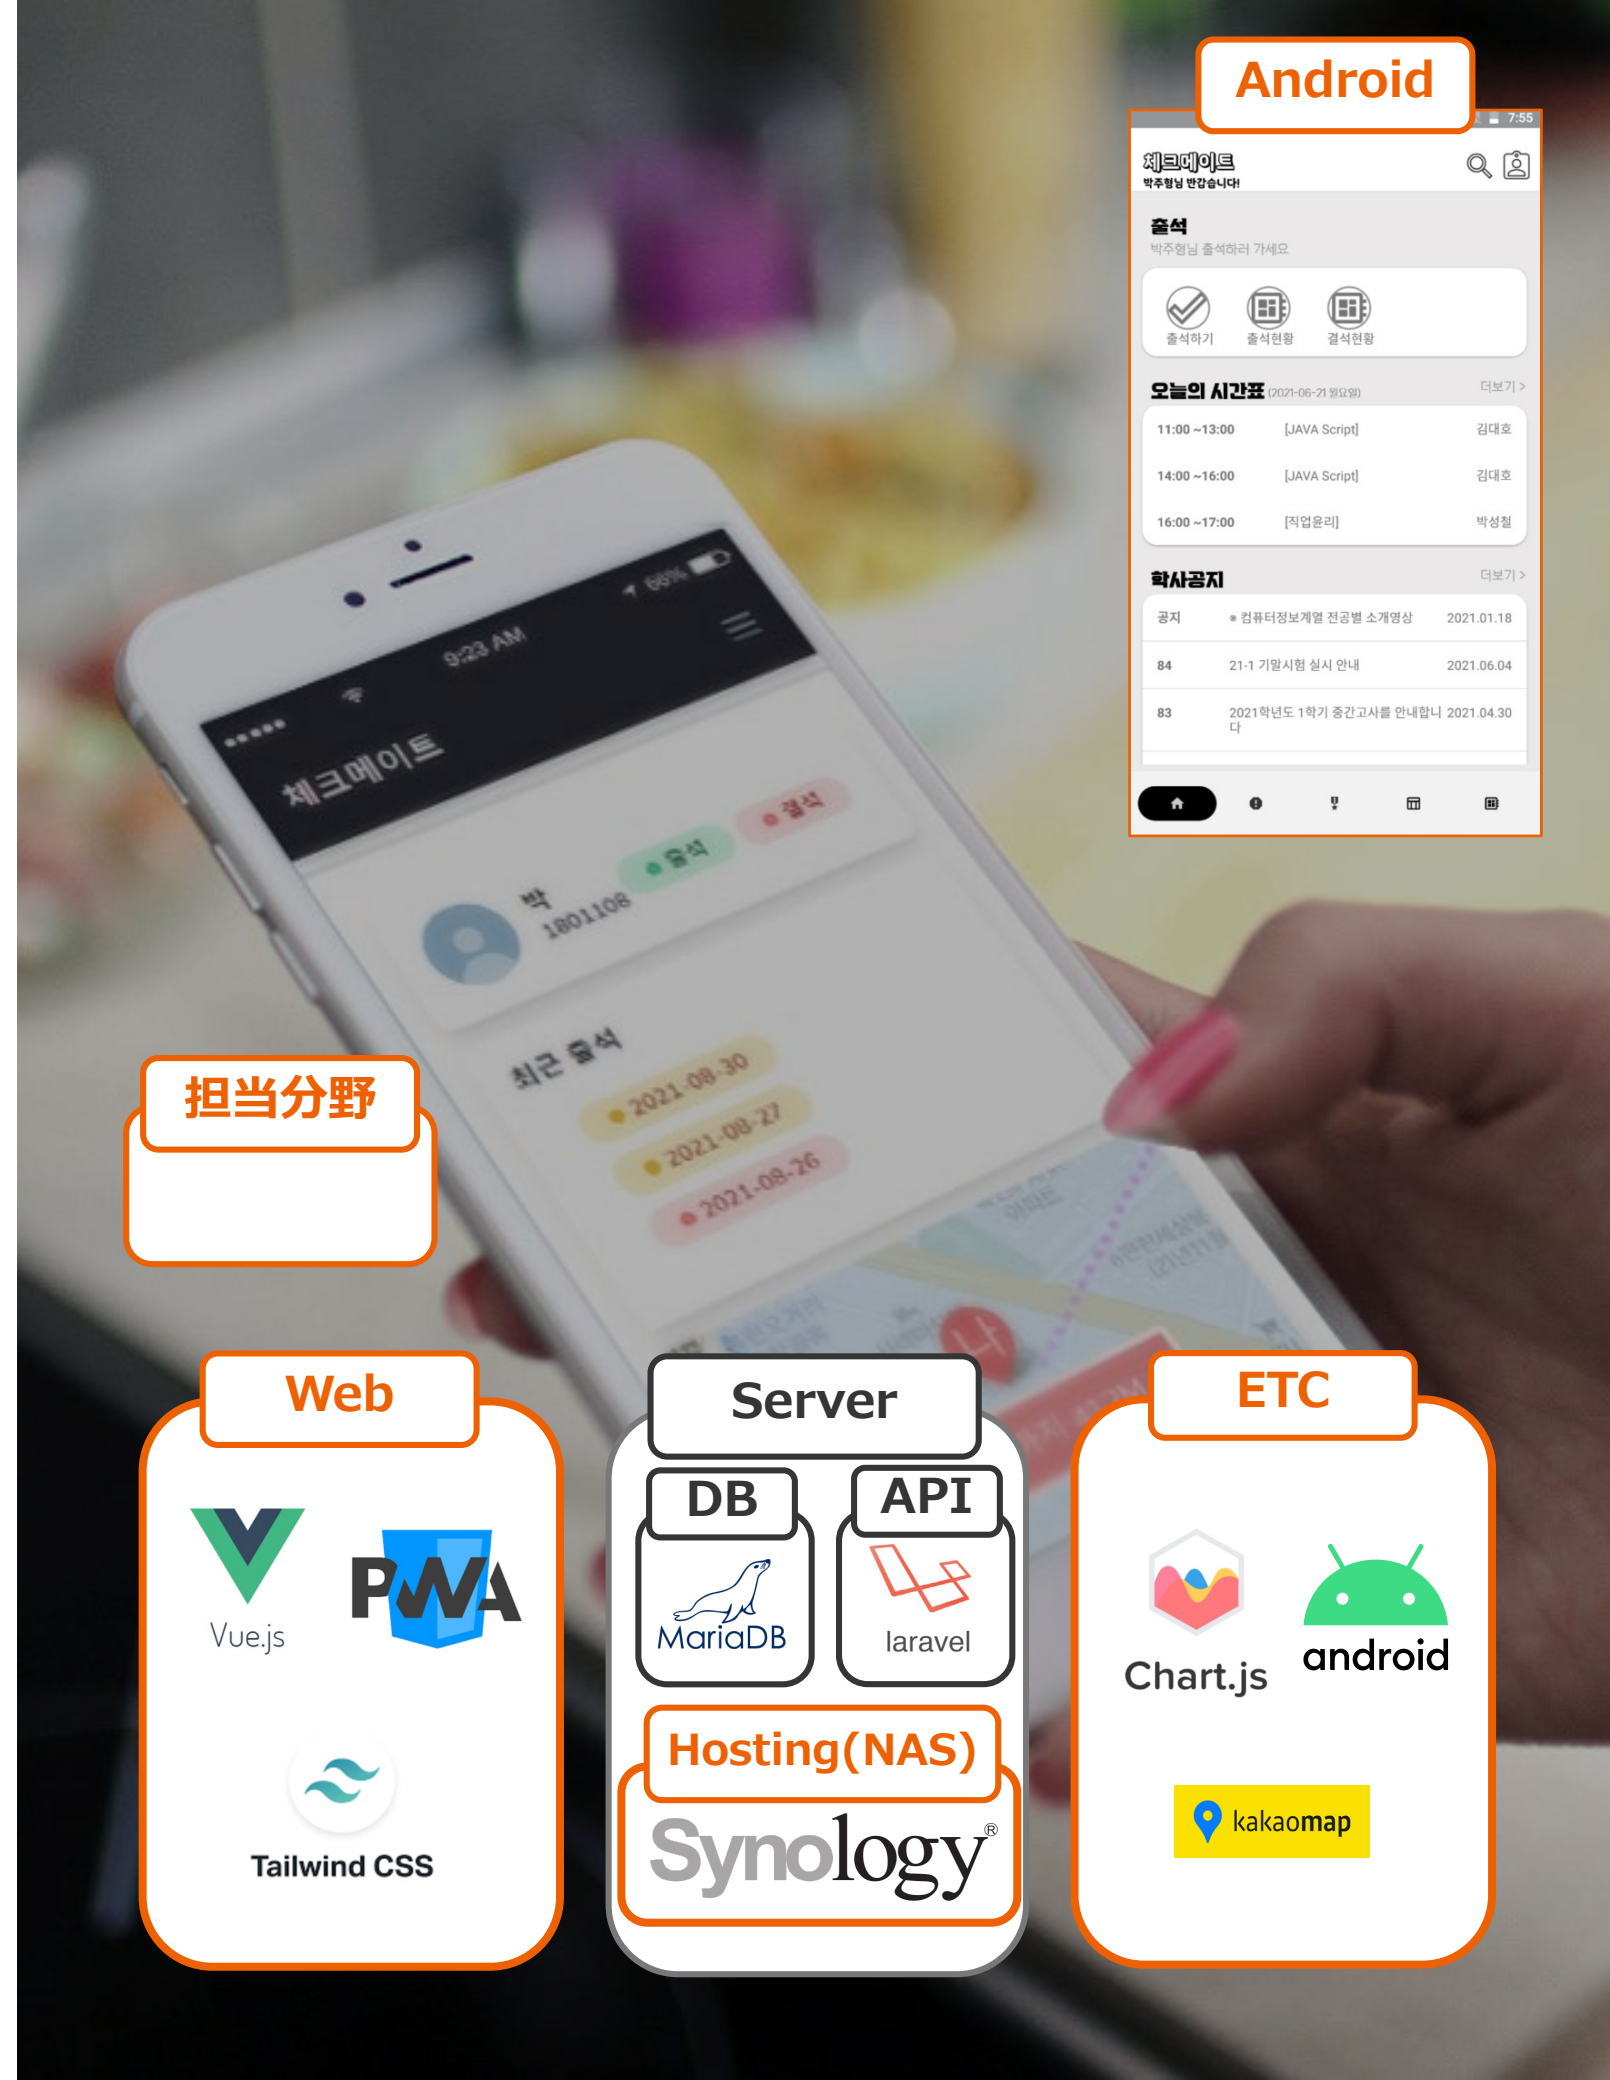 Android
7:55
체크메이트
박주형님 반갑습니다!
출석
박주형님 출석하러 가세요
출석하기 출석현황 결석현황
오늘의 시간표 (2021-06-21 월요일) 더보기 >
11:00 ~13:00 [JAVA Script] 김대호
14:00 ~16:00 [JAVA Script] 김대호
16:00 ~17:00 [직업윤리] 박성철
학사공지 더보기 >
공지 ※ 컴퓨터정보계열 전공별 소개영상 2021.01.18
84 21-1 기말시험 실시 안내 2021.06.04
83 2021학년도 1학기 중간고사를 안내합니 2021.04.30
다
9:23 AM
66%
체크메이트
박
1801108
출석
결석
최근 출석
2021-08-30
2021-08-27
2021-08-26
아파트
나
担当分野
Web
Vue.js
PWA
Tailwind CSS
Server
DB
MariaDB
API
laravel
Hosting(NAS)
Synology®
ETC
Chart.js
android
kakaomap